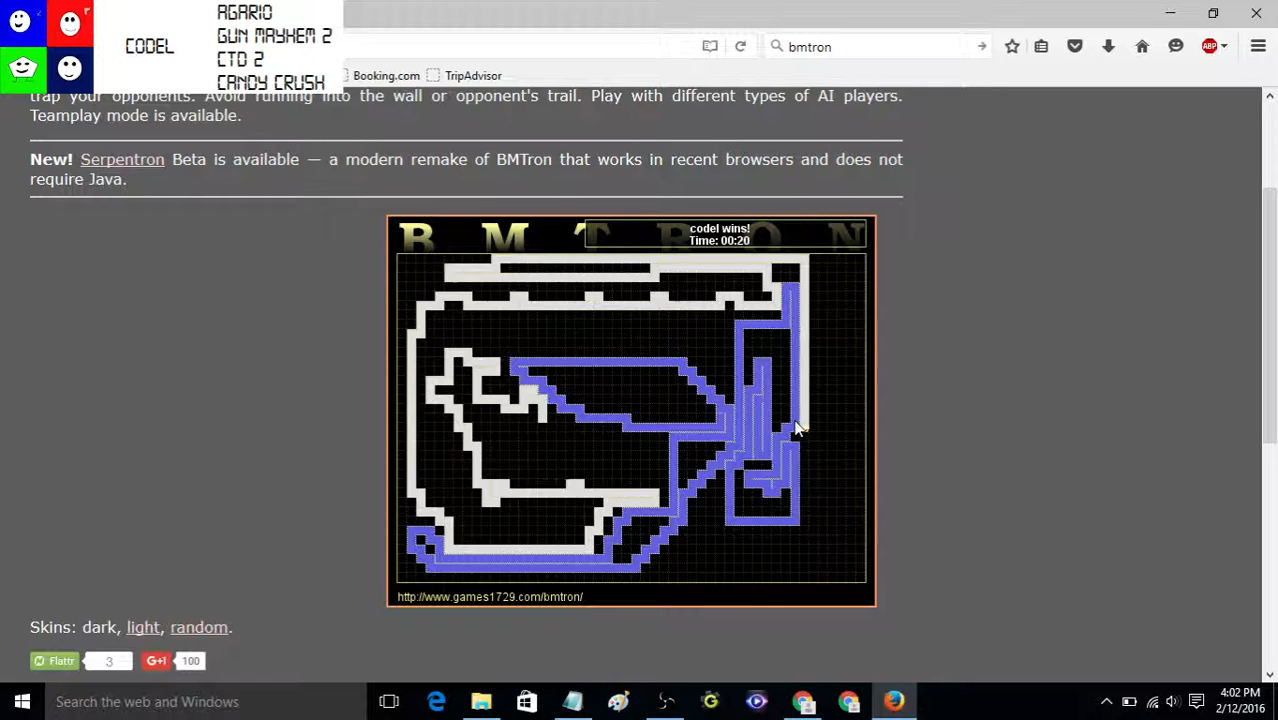 CODEL
AGARIO
GUN MAYHEM 2
CTD 2
CANDY CRUSH
bmtron
ABP
Booking.com
TripAdvisor
trap your opponents. Avoid running into the wall or opponent's trail. Play with different types of AI players.
Teamplay mode is available.
New! Serpentron Beta is available — a modern remake of BMTron that works in recent browsers and does not
require Java.
B M T R O N
codel wins!
Time: 00:20
http://www.games1729.com/bmtron/
Skins: dark, light, random.
Flattr 3 G+1 100
Search the web and Windows
4:02 PM
2/12/2016